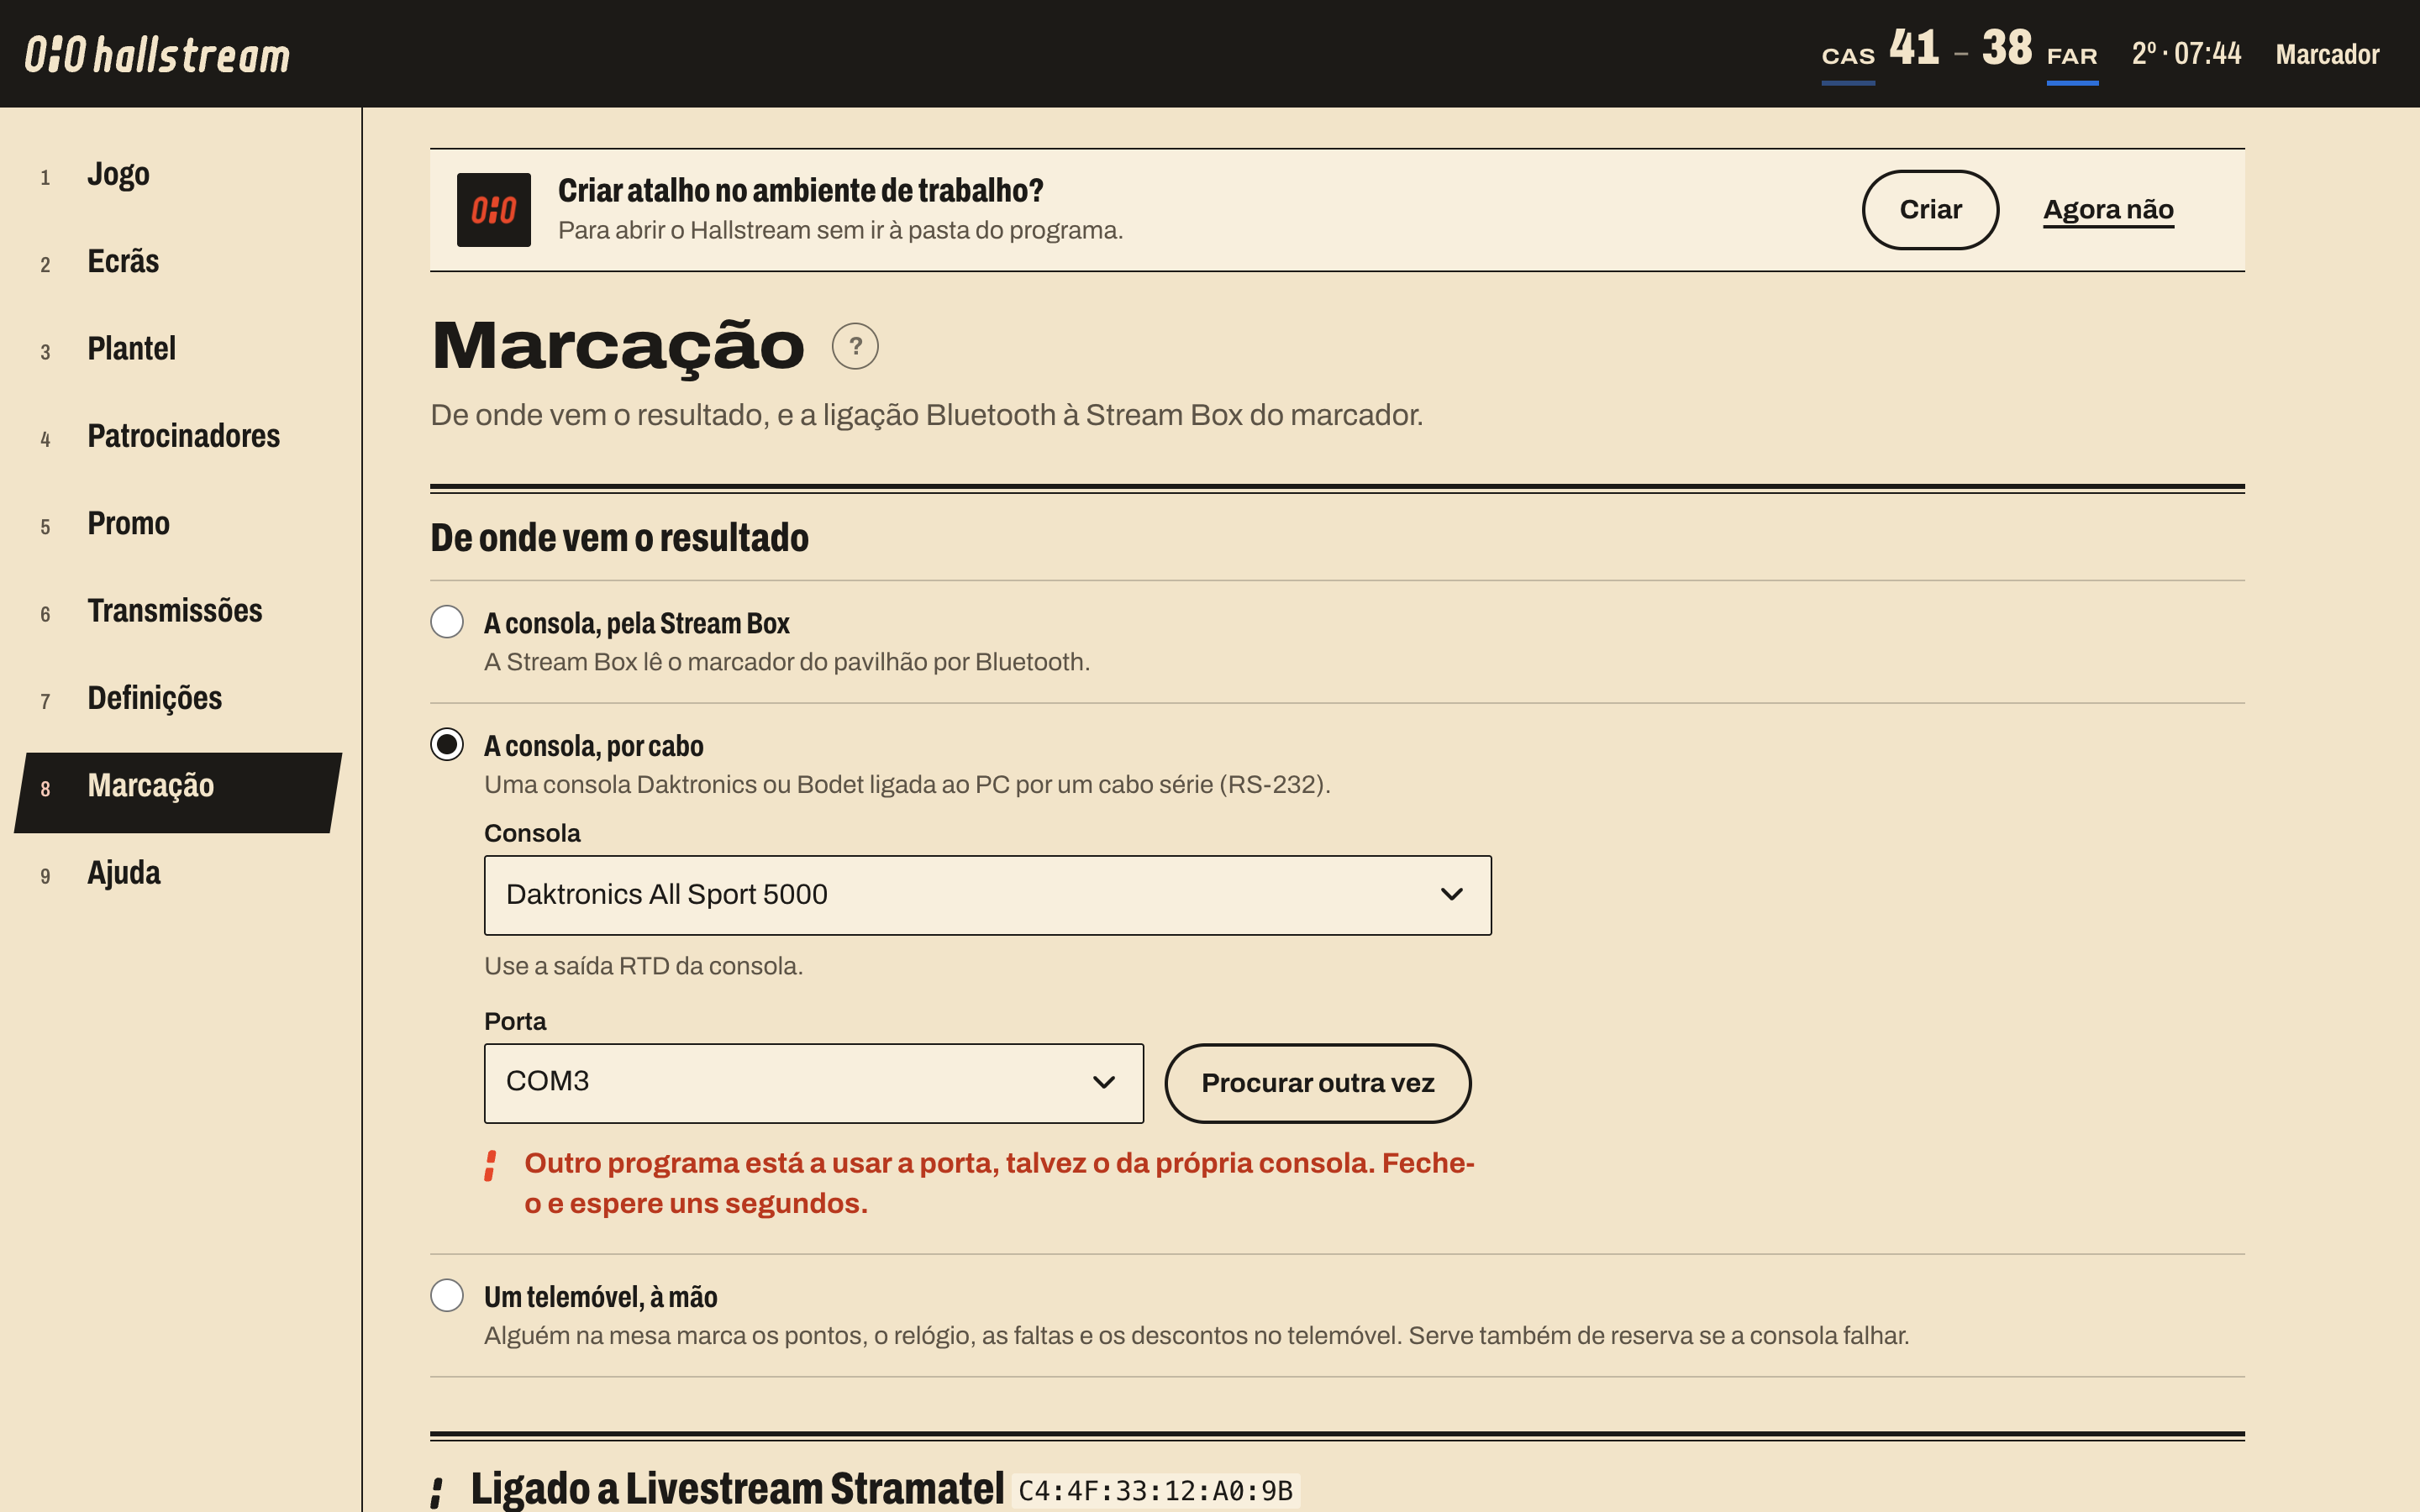 0:0 hallstream
CAS 41 – 38 FAR 2º · 07:44 Marcador
1 Jogo
2 Ecrãs
3 Plantel
4 Patrocinadores
5 Promo
6 Transmissões
7 Definições
8 Marcação
9 Ajuda
0:0
Criar atalho no ambiente de trabalho?
Para abrir o Hallstream sem ir à pasta do programa.
Criar
Agora não
Marcação ?
De onde vem o resultado, e a ligação Bluetooth à Stream Box do marcador.
De onde vem o resultado
A consola, pela Stream Box
A Stream Box lê o marcador do pavilhão por Bluetooth.
A consola, por cabo
Uma consola Daktronics ou Bodet ligada ao PC por um cabo série (RS-232).
Consola
Daktronics All Sport 5000
Use a saída RTD da consola.
Porta
COM3
Procurar outra vez
Outro programa está a usar a porta, talvez o da própria consola. Feche-
o e espere uns segundos.
Um telemóvel, à mão
Alguém na mesa marca os pontos, o relógio, as faltas e os descontos no telemóvel. Serve também de reserva se a consola falhar.
Ligado a Livestream Stramatel C4:4F:33:12:A0:9B